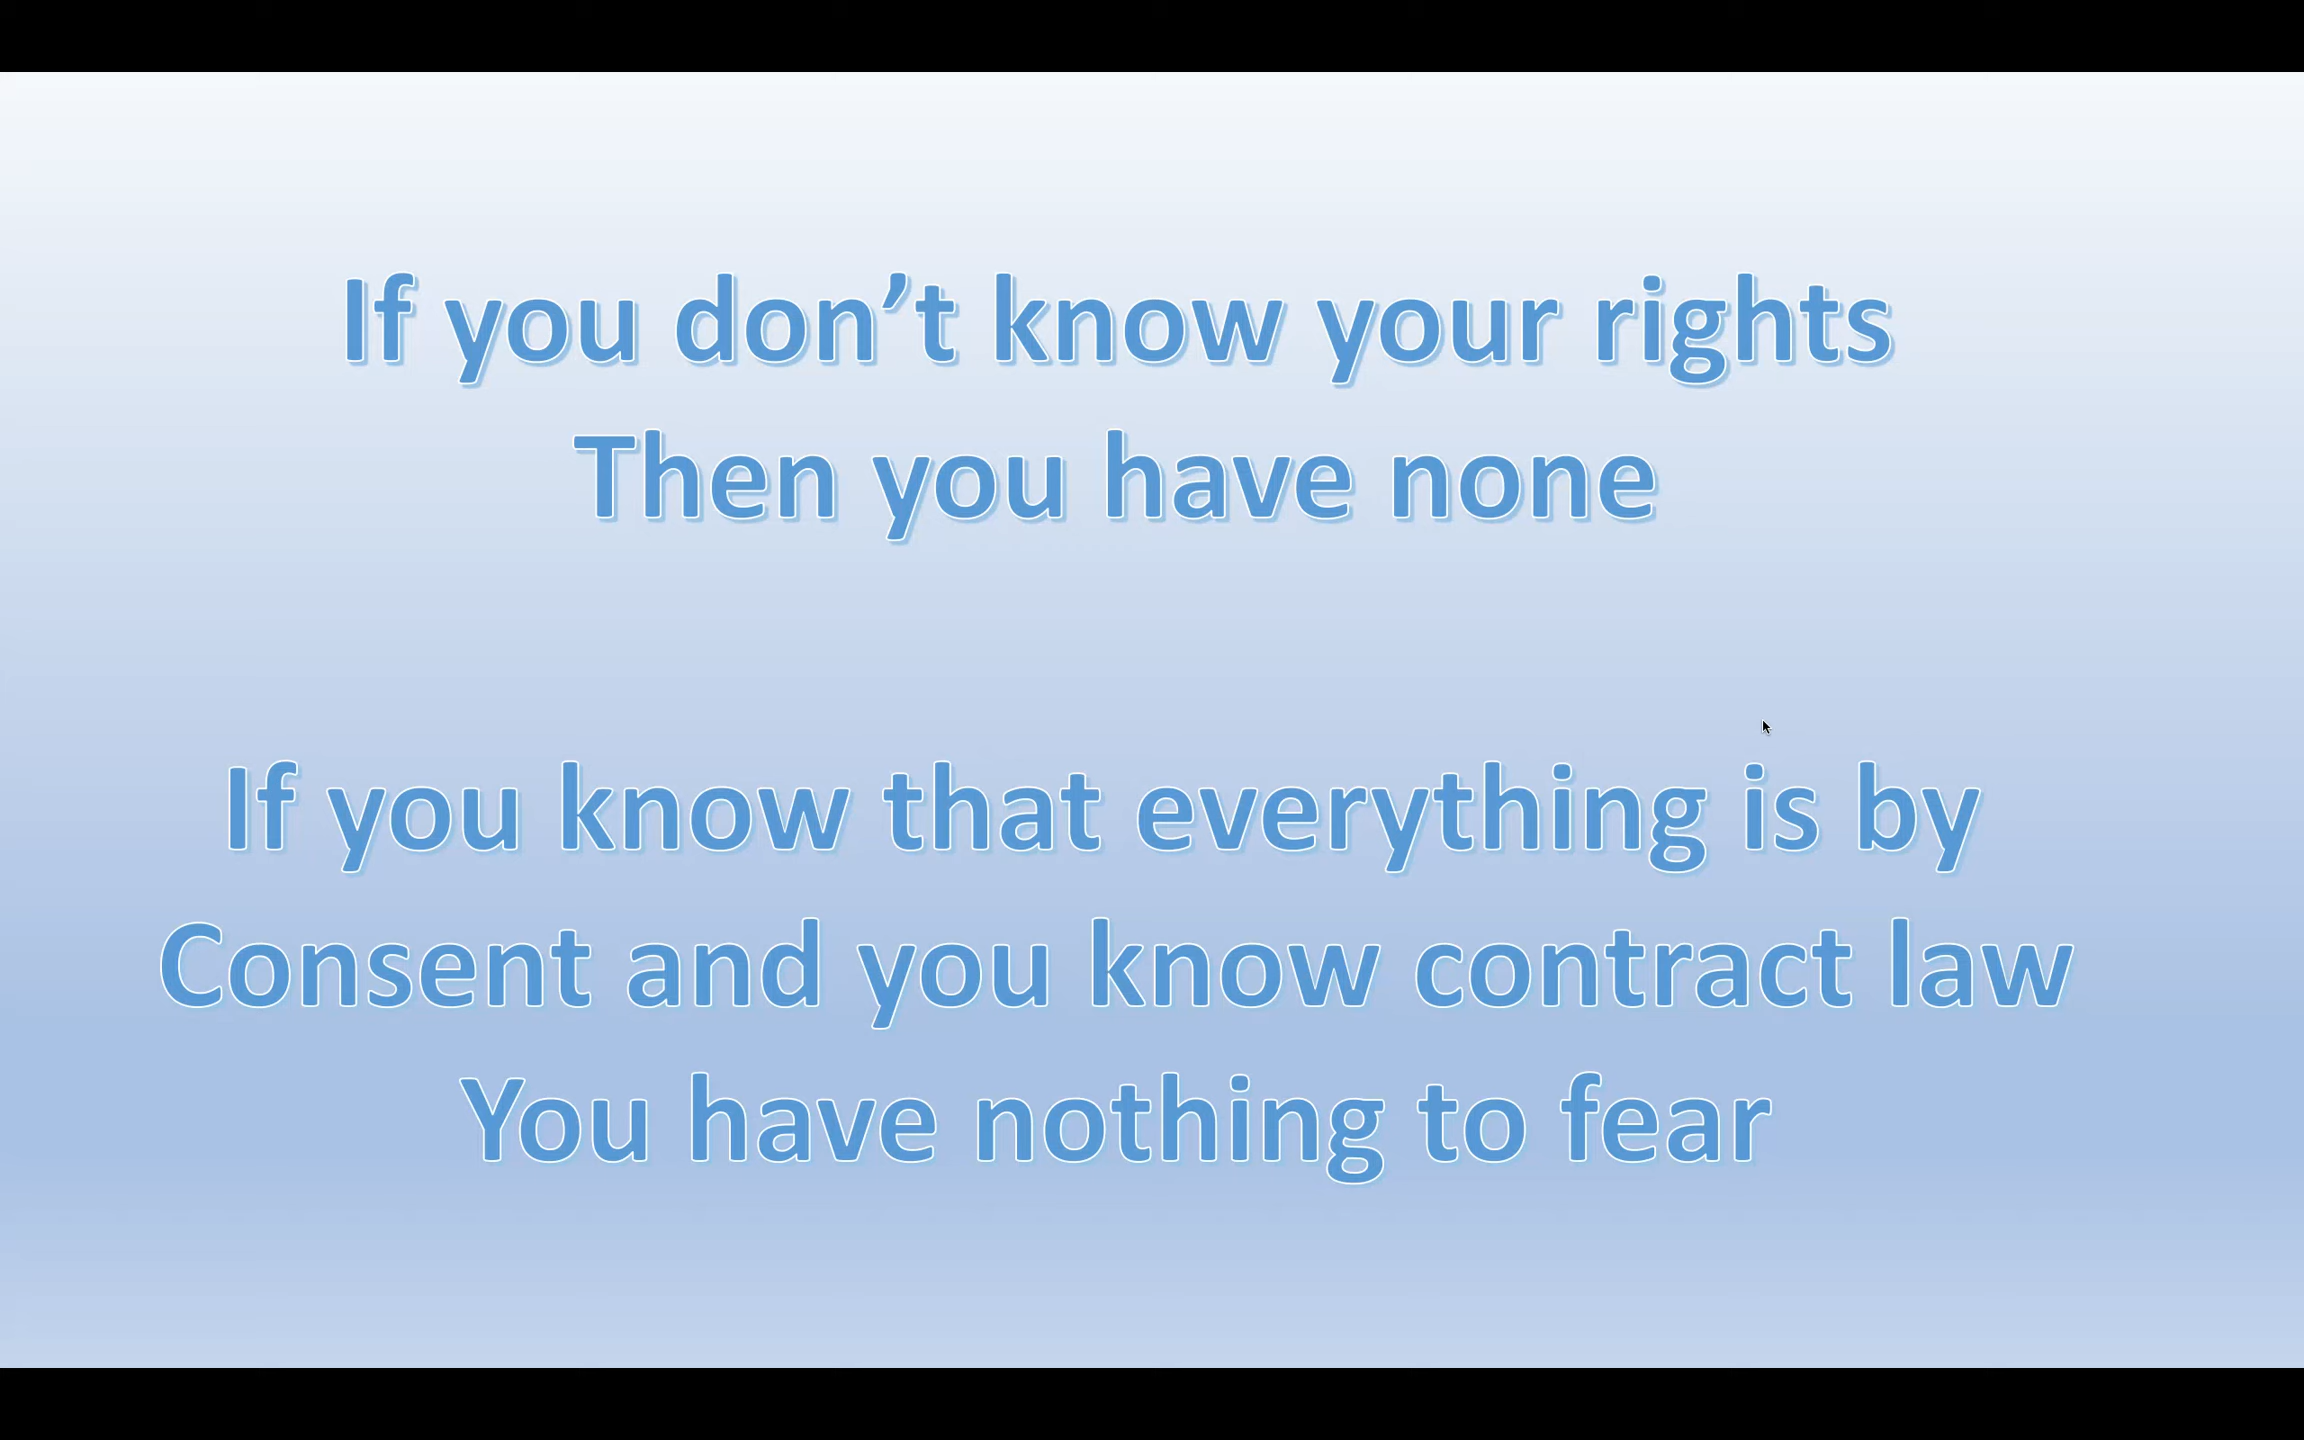 If you don’t know your rights
Then you have none
If you know that everything is by
Consent and you know contract law
You have nothing to fear